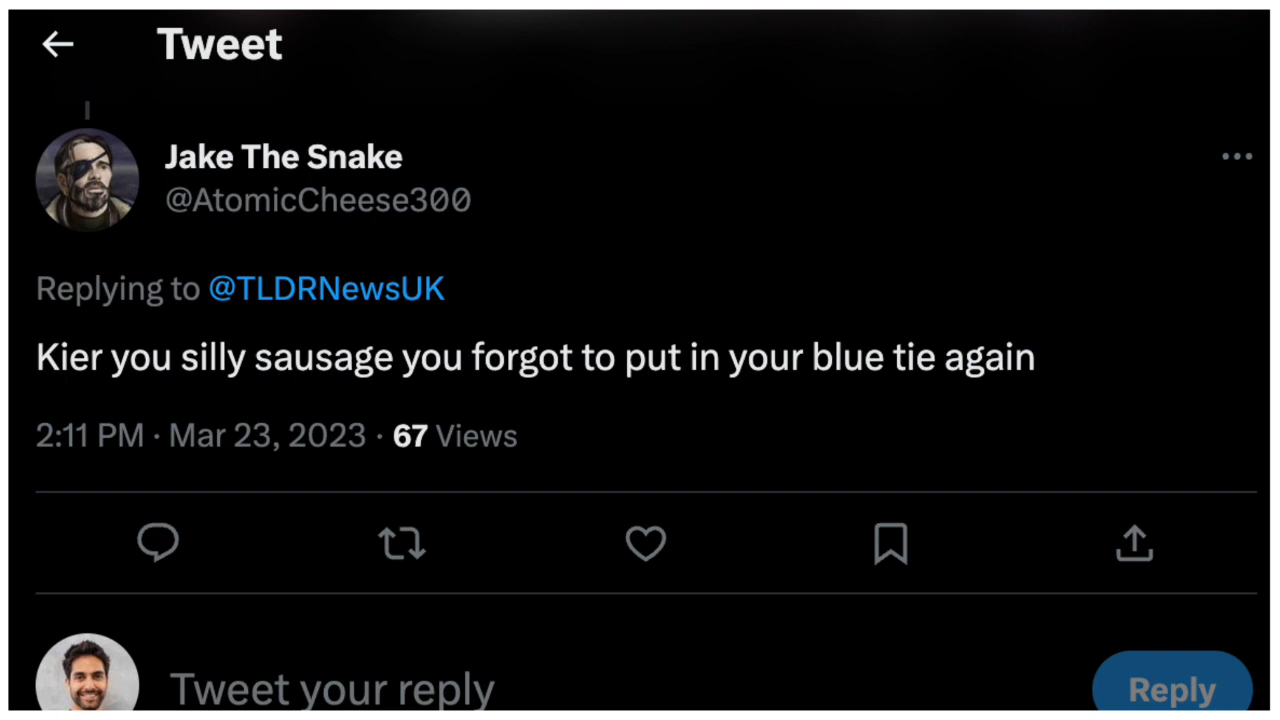 Tweet
Jake The Snake
@AtomicCheese300
Replying to @TLDRNewsUK
Kier you silly sausage you forgot to put in your blue tie again
2:11 PM · Mar 23, 2023 · 67 Views
Tweet your reply
Reply